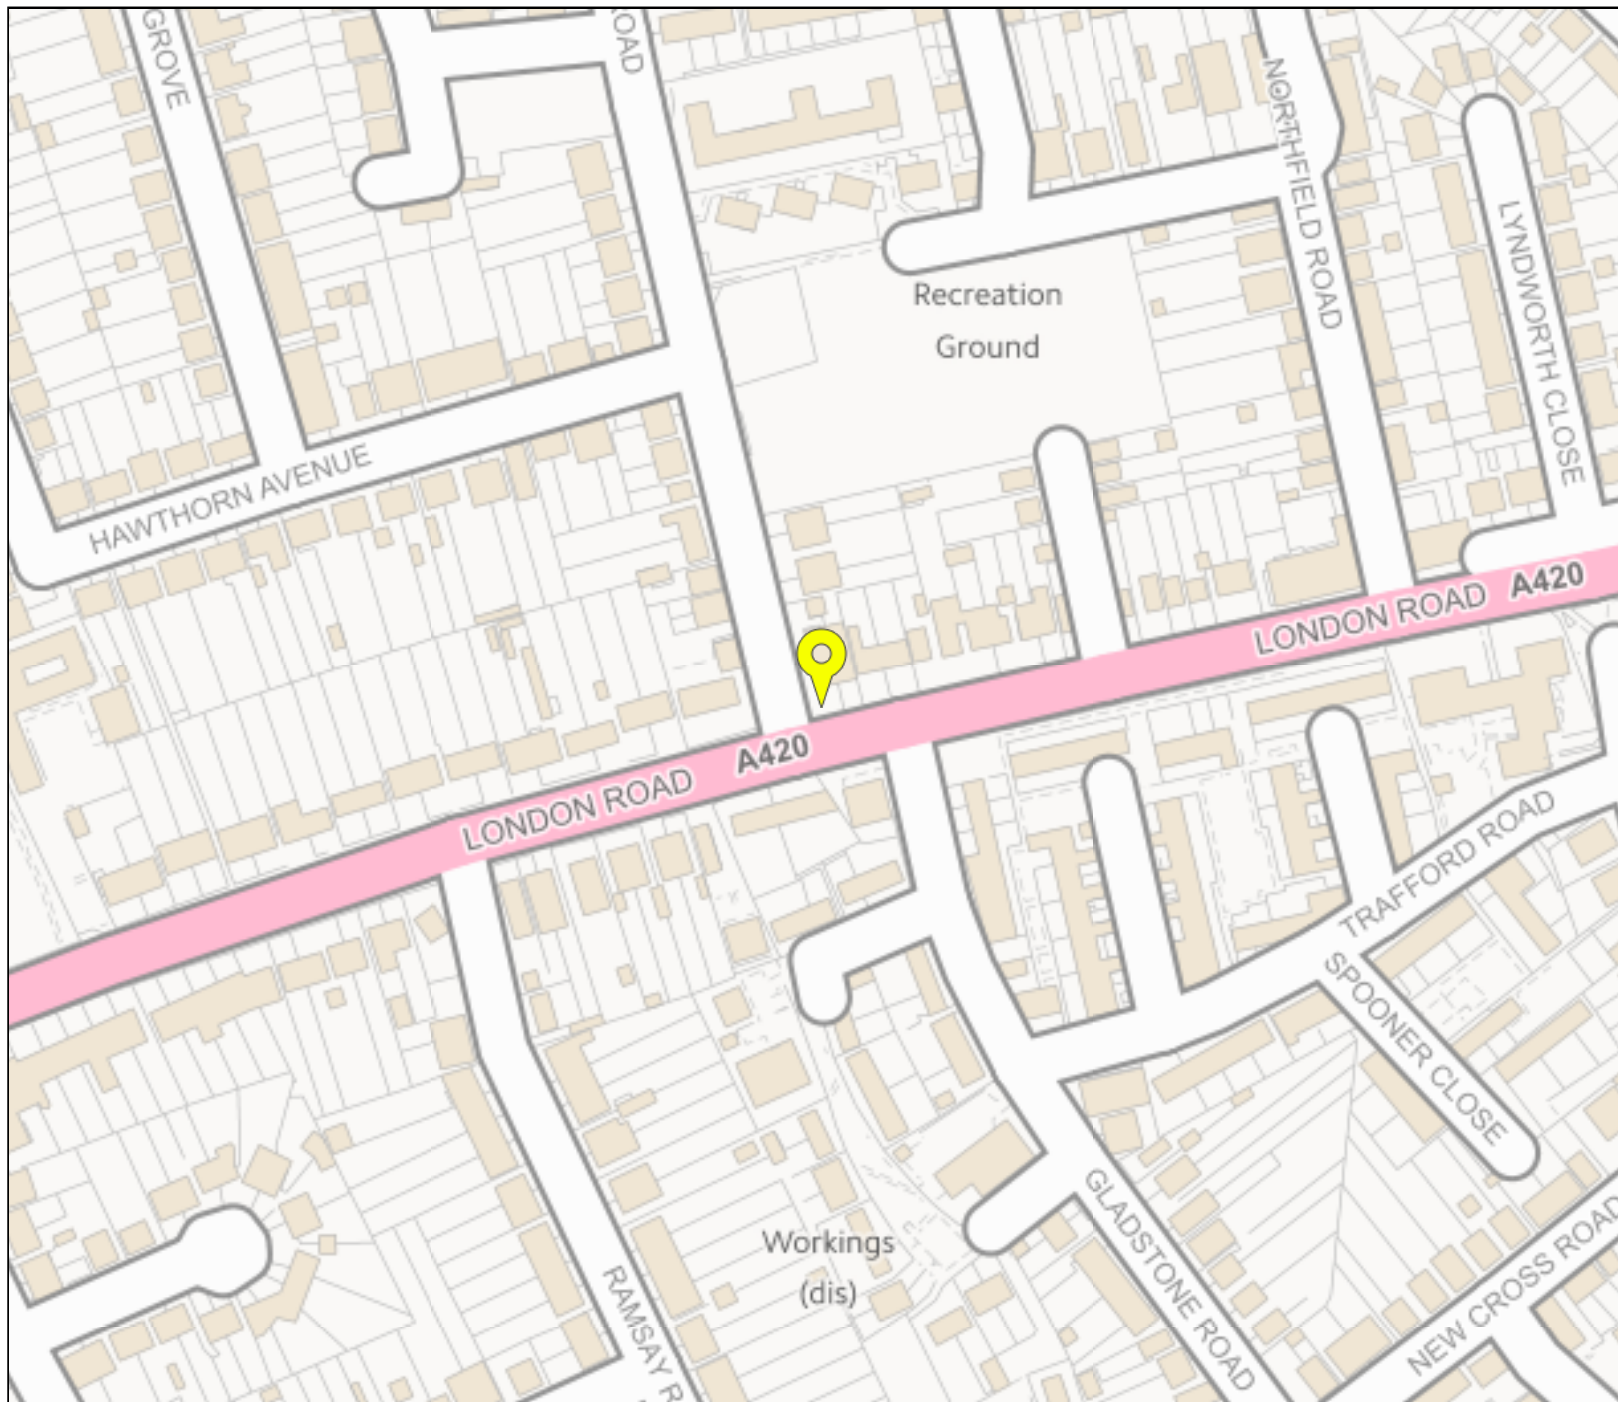 GROVE
ROAD
NORTHFIELD ROAD
LYNDWORTH CLOSE
Recreation
Ground
HAWTHORN AVENUE
LONDON ROAD A420
A420
LONDON ROAD
TRAFFORD ROAD
SPOONER CLOSE
GLADSTONE ROAD
Workings
(dis)
RAMSAY R
NEW CROSS ROAD